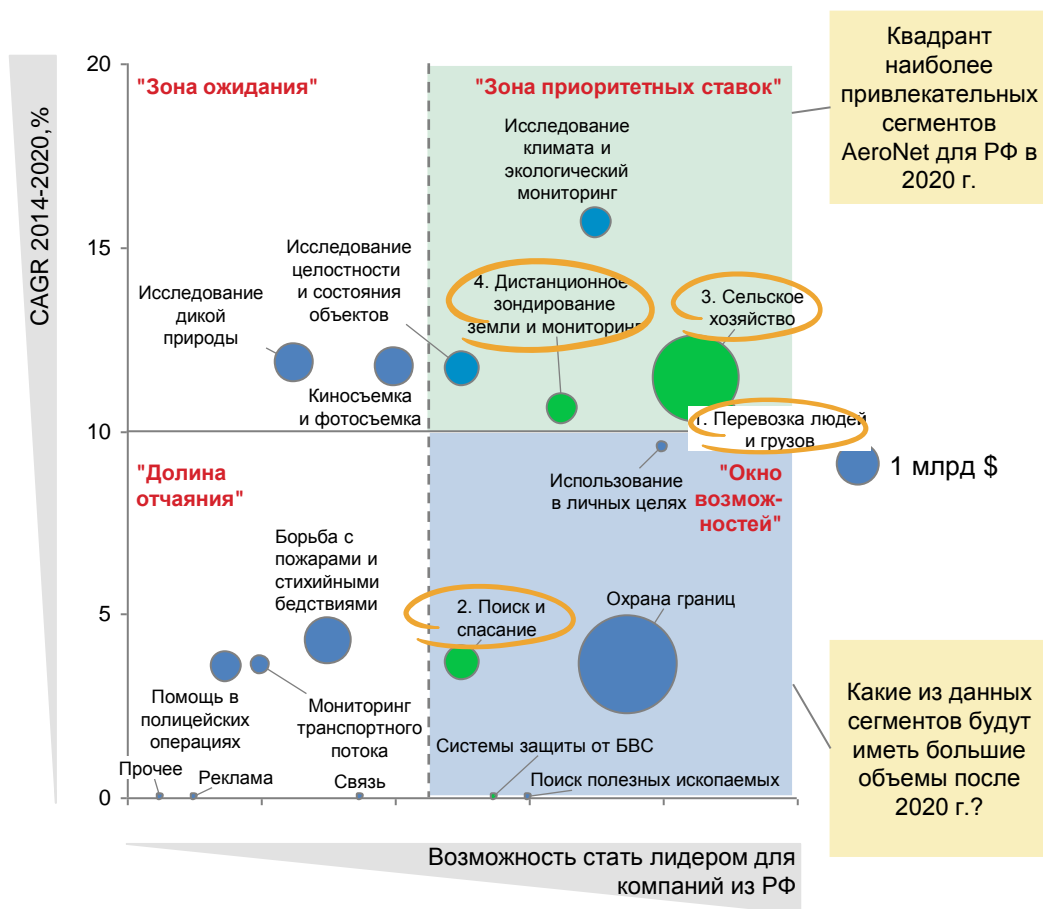 Квадрант
наиболее
привлекательных
сегментов
AeroNet для РФ в
2020 г.
CAGR 2014-2020,%
20
15
10
5
0
"Зона ожидания"
"Зона приоритетных ставок"
Исследование
климата и
экологический
мониторинг
Исследование
целостности
и состояния
объектов
Исследование
дикой
природы
4. Дистанционное
зондирование
земли и мониторинг
3. Сельское
хозяйство
Киносъемка
и фотосъемка
1. Перевозка людей
и грузов
1 млрд $
"Долина
отчаяния"
Использование
в личных целях
"Окно
возмож-
ностей"
Борьба с
пожарами и
стихийными
бедствиями
2. Поиск и
спасание
Охрана границ
Помощь в
полицейских
операциях
Мониторинг
транспортного
потока
Системы защиты от БВС
Прочее
Реклама
Связь
Поиск полезных ископаемых
Какие из данных
сегментов будут
иметь большие
объемы после
2020 г.?
Возможность стать лидером для
компаний из РФ